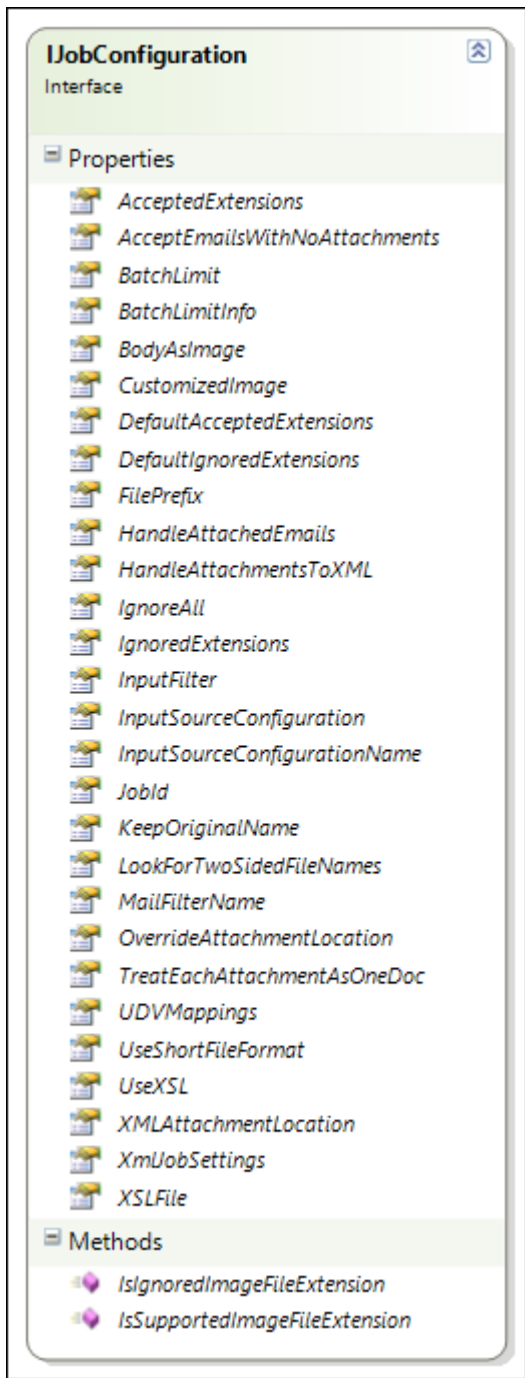 IJobConfiguration
Interface
Properties
AcceptedExtensions
AcceptEmailsWithNoAttachments
BatchLimit
BatchLimitInfo
BodyAsImage
CustomizedImage
DefaultAcceptedExtensions
DefaultIgnoredExtensions
FilePrefix
HandleAttachedEmails
HandleAttachmentsToXML
IgnoreAll
IgnoredExtensions
InputFilter
InputSourceConfiguration
InputSourceConfigurationName
JobId
KeepOriginalName
LookForTwoSidedFileNames
MailFilterName
OverrideAttachmentLocation
TreatEachAttachmentAsOneDoc
UDVMappings
UseShortFileFormat
UseXSL
XMLAttachmentLocation
XmlJobSettings
XSLFile
Methods
IsIgnoredImageFileExtension
IsSupportedImageFileExtension